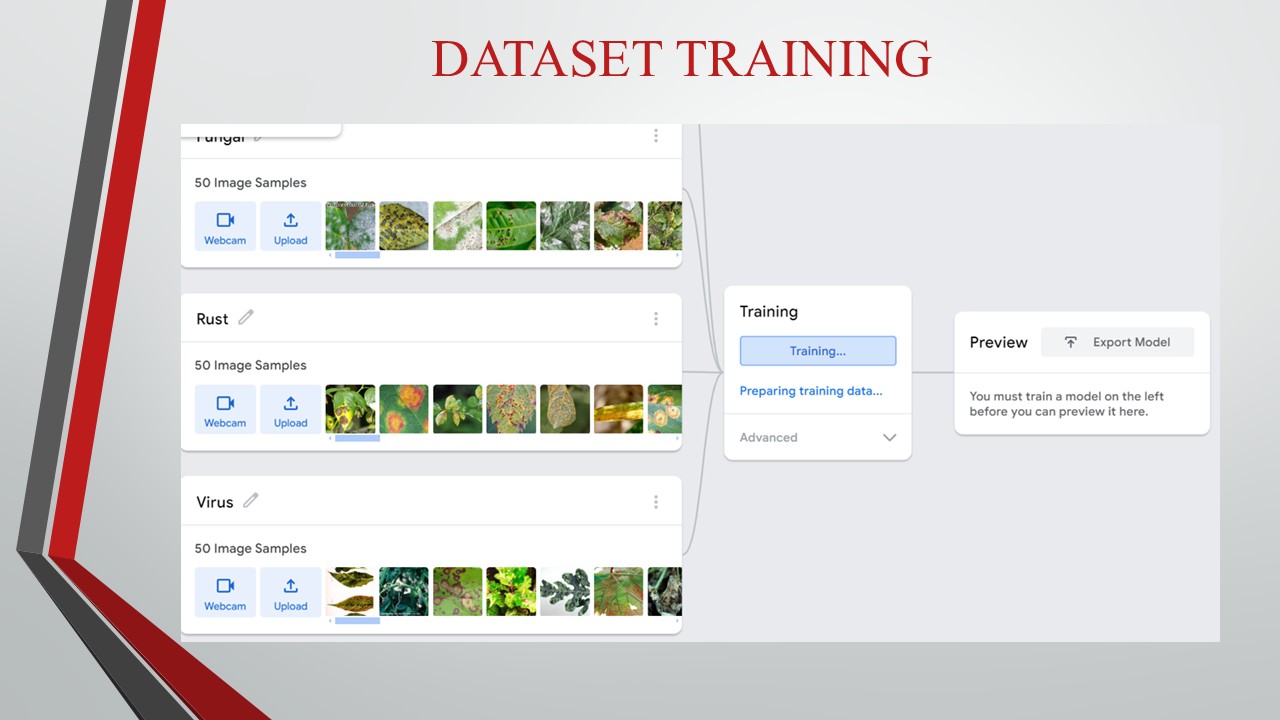 DATASET TRAINING
Fungal
50 Image Samples
Webcam
Upload
Rust
50 Image Samples
Webcam
Upload
Virus
50 Image Samples
Webcam
Upload
Training
Training...
Preparing training data...
Advanced
Preview
Export Model
You must train a model on the left
before you can preview it here.